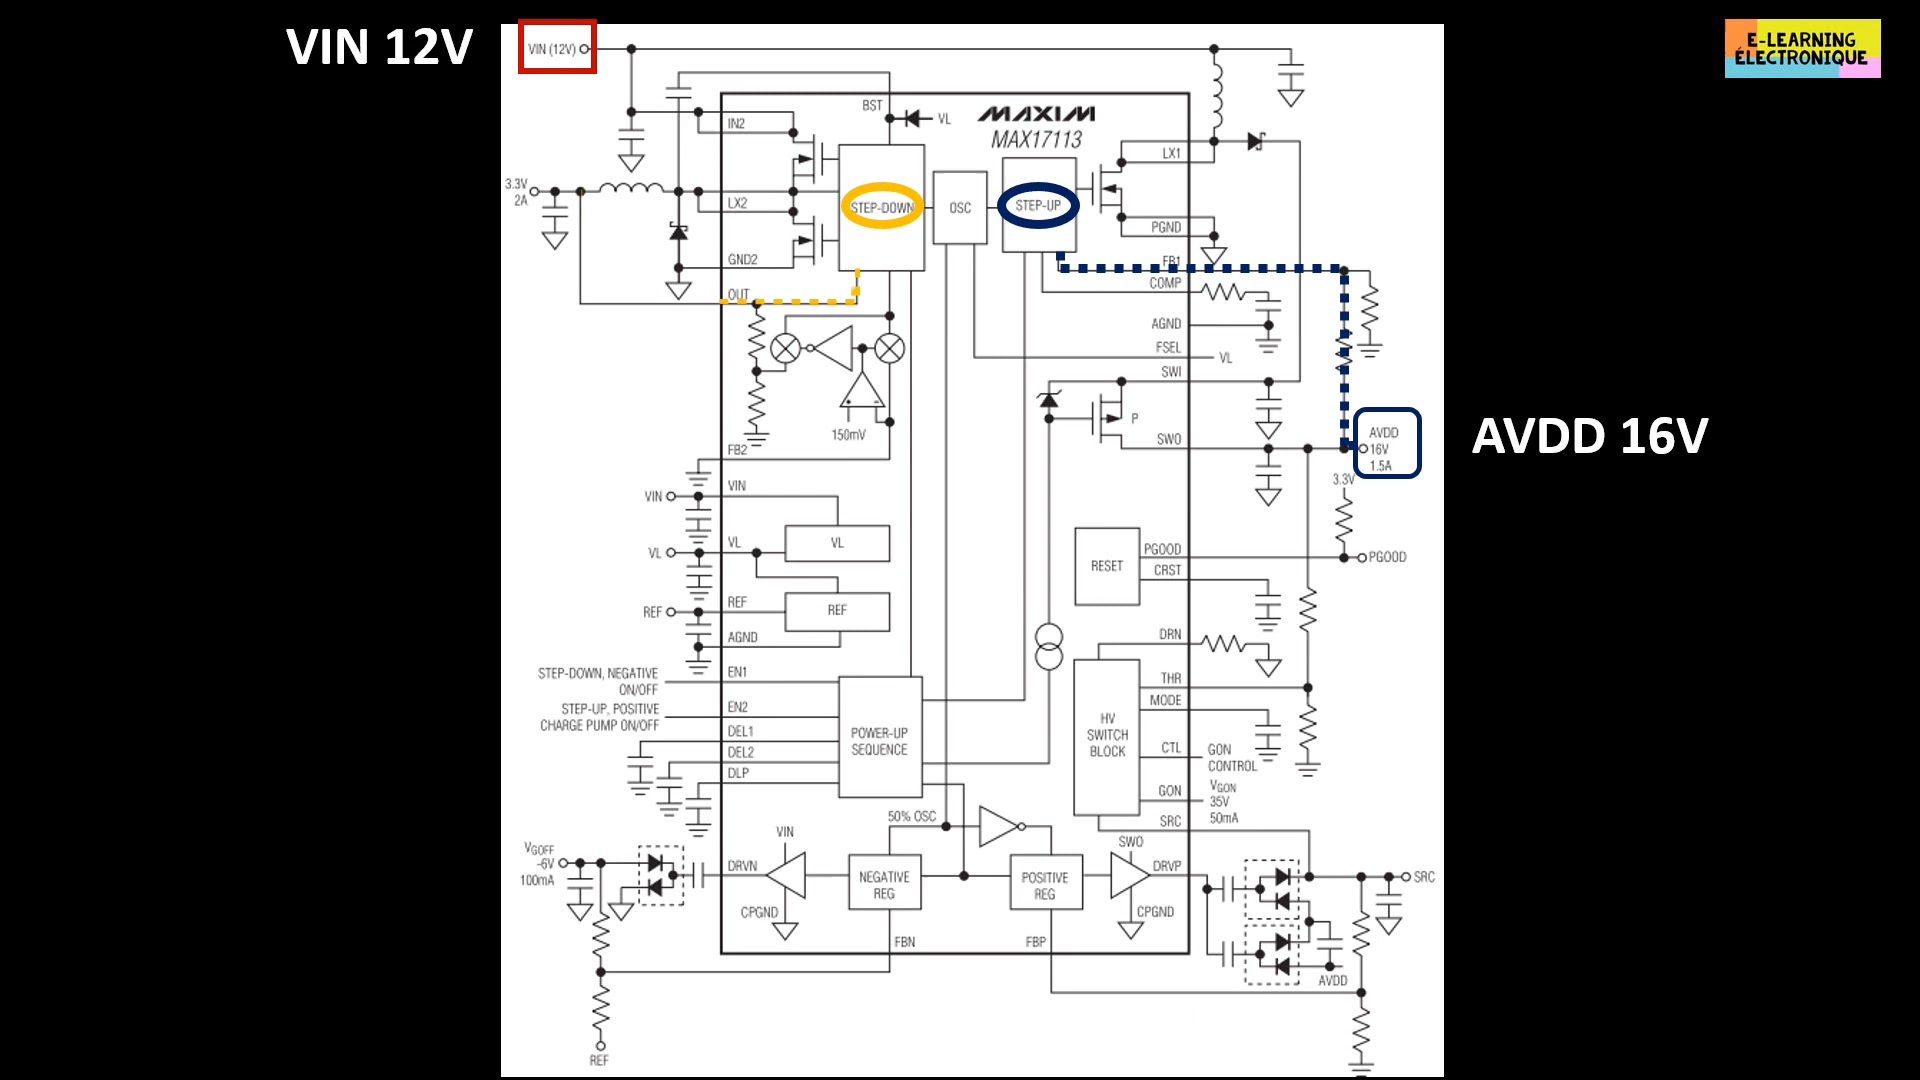 VIN 12V
VIN (12V)
E-LEARNING
ÉLECTRONIQUE
BST
VL
MAXIM
MAX17113
IN2
LX1
3.3V
2A
LX2
STEP-DOWN
OSC
STEP-UP
PGND
GND2
FB1
OUT
COMP
AGND
FSEL
VL
SWI
P
150mV
+
-
SWO
AVDD
16V
1.5A
AVDD 16V
FB2
3.3V
VIN
VIN
VL
VL
VL
RESET
PGOOD
PGOOD
CRST
REF
REF
REF
AGND
DRN
STEP-DOWN, NEGATIVE
ON/OFF
EN1
THR
STEP-UP, POSITIVE
CHARGE PUMP ON/OFF
EN2
MODE
DEL1
DEL2
DLP
POWER-UP
SEQUENCE
HV
SWITCH
BLOCK
CTL
GON
CONTROL
GON
VGON
35V
50mA
SRC
50% OSC
VIN
SWO
VGOFF
-6V
100mA
DRVN
NEGATIVE
REG
POSITIVE
REG
DRVP
SRC
CPGND
CPGND
FBN
FBP
AVDD
REF